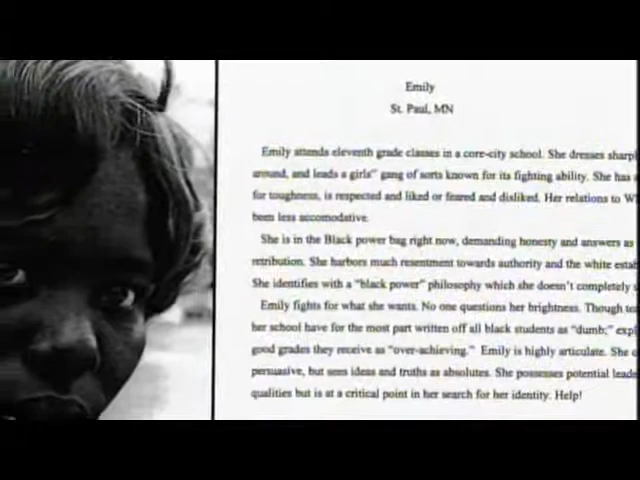 Emily
St. Paul, MN
Emily attends eleventh grade classes in a core-city school. She dresses
around, and leads a girls" gang of sorts known for its fighting ability. She has
for toughness, is respected and liked or feared and disliked. Her relations to
been less accomodative.
She is in the Black power bag right now, demanding honesty and answers as
retribution. She harbors much resentment towards authority and the white
She identifies with a "black power" philosophy which she doesn't completely
Emily fights for what she wants. No one questions her brightness. Though
her school have for the most part written off all black students as "dumb;"
good grades they receive as "over-achieving." Emily is highly articulate. She
persuasive, but sees ideas and truths as absolutes. She possesses potential
qualities but is at a critical point in her search for her identity. Help!